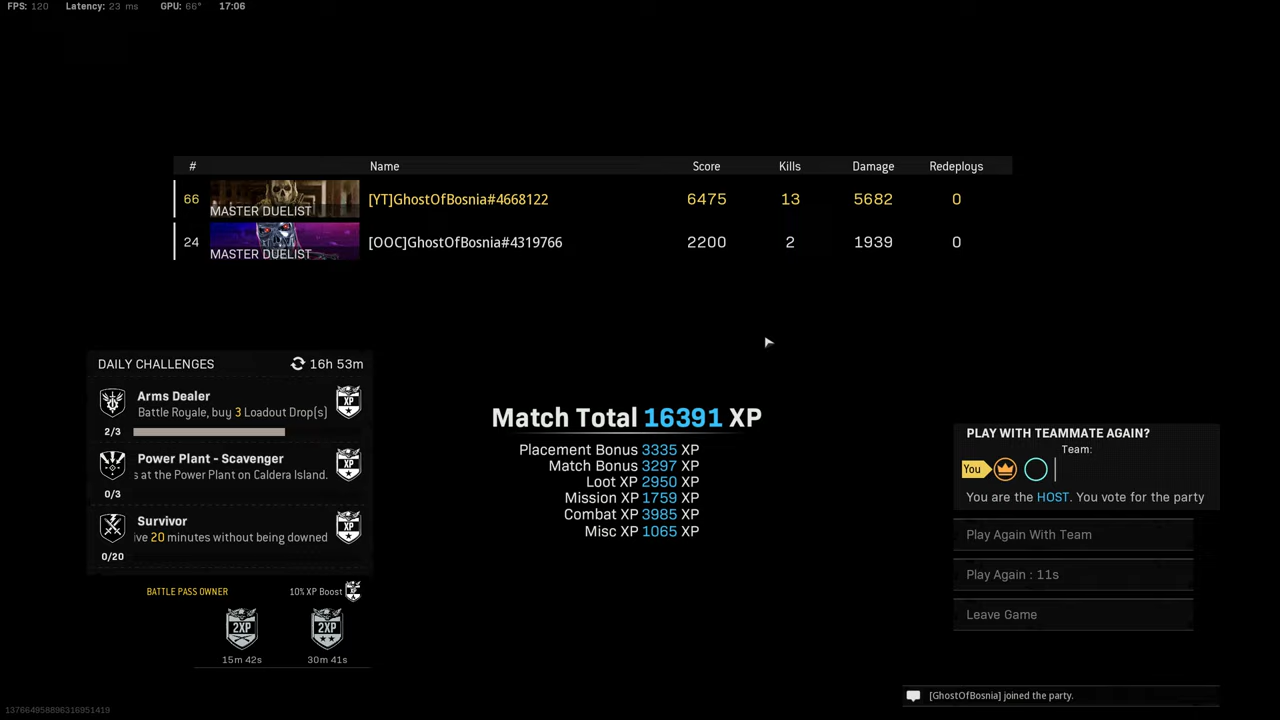 FPS: 120 Latency: 23 ms GPU: 66° 17:06
# Name Score Kills Damage Redeploys
66 MASTER DUELIST [YT]GhostOfBosnia#4668122 6475 13 5682 0
24 MASTER DUELIST [OOC]GhostOfBosnia#4319766 2200 2 1939 0
DAILY CHALLENGES 16h 53m
Arms Dealer
Battle Royale, buy 3 Loadout Drop(s)
XP
2/3
Power Plant - Scavenger
s at the Power Plant on Caldera Island.
XP
0/3
Survivor
ive 20 minutes without being downed
XP
0/20
BATTLE PASS OWNER 10% XP Boost XP
2XP 2XP
15m 42s 30m 41s
Match Total 16391 XP
Placement Bonus 3335 XP
Match Bonus 3297 XP
Loot XP 2950 XP
Mission XP 1759 XP
Combat XP 3985 XP
Misc XP 1065 XP
PLAY WITH TEAMMATE AGAIN?
Team:
You
You are the HOST. You vote for the party
Play Again With Team
Play Again : 11s
Leave Game
[GhostOfBosnia] joined the party.
13766495889631695​1419